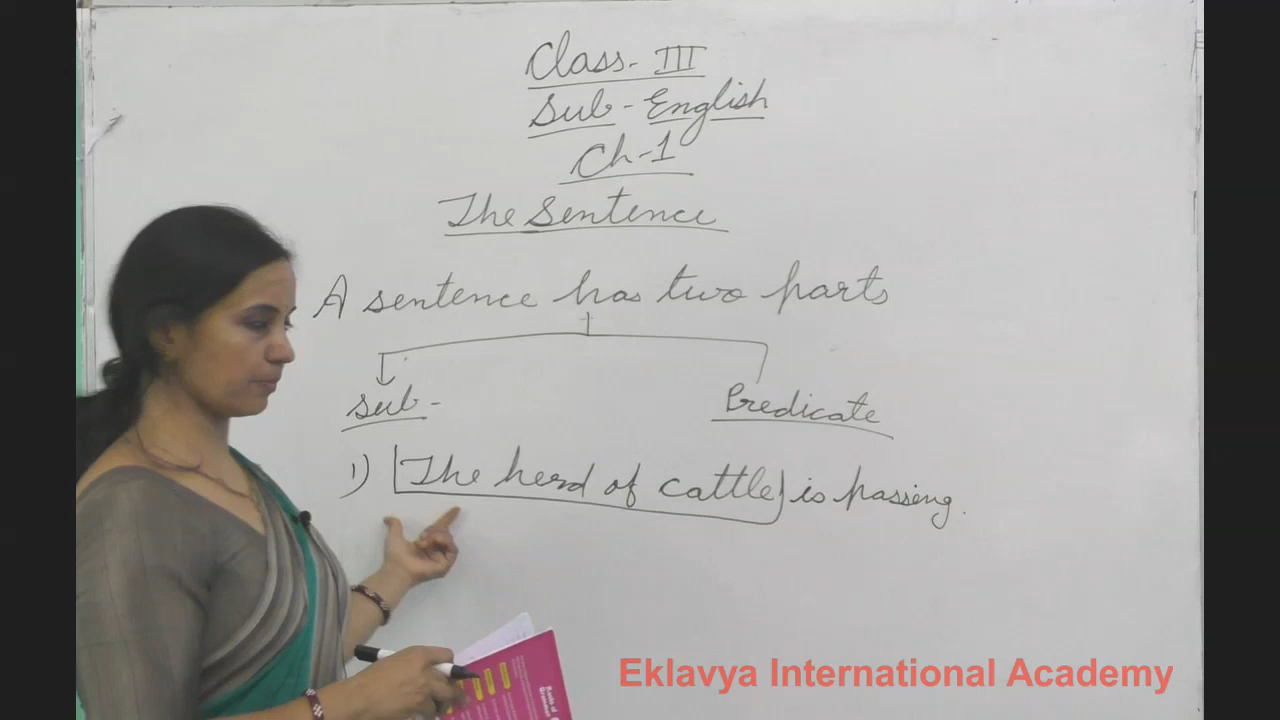 Class- III
Sub - English
Ch-1
The Sentence
A sentence has two parts
Sub -
Predicate
1) The herd of cattle is passing.
Eklavya International Academy